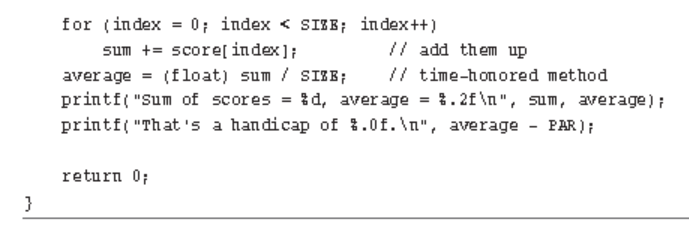 for (index = 0; index < SIZE; index++)
sum += score[index]; // add them up
average = (float) sum / SIZE; // time-honored method
printf("Sum of scores = %d, average = %.2f\n", sum, average);
printf("That's a handicap of %.0f.\n", average - PAR);
return 0;
}